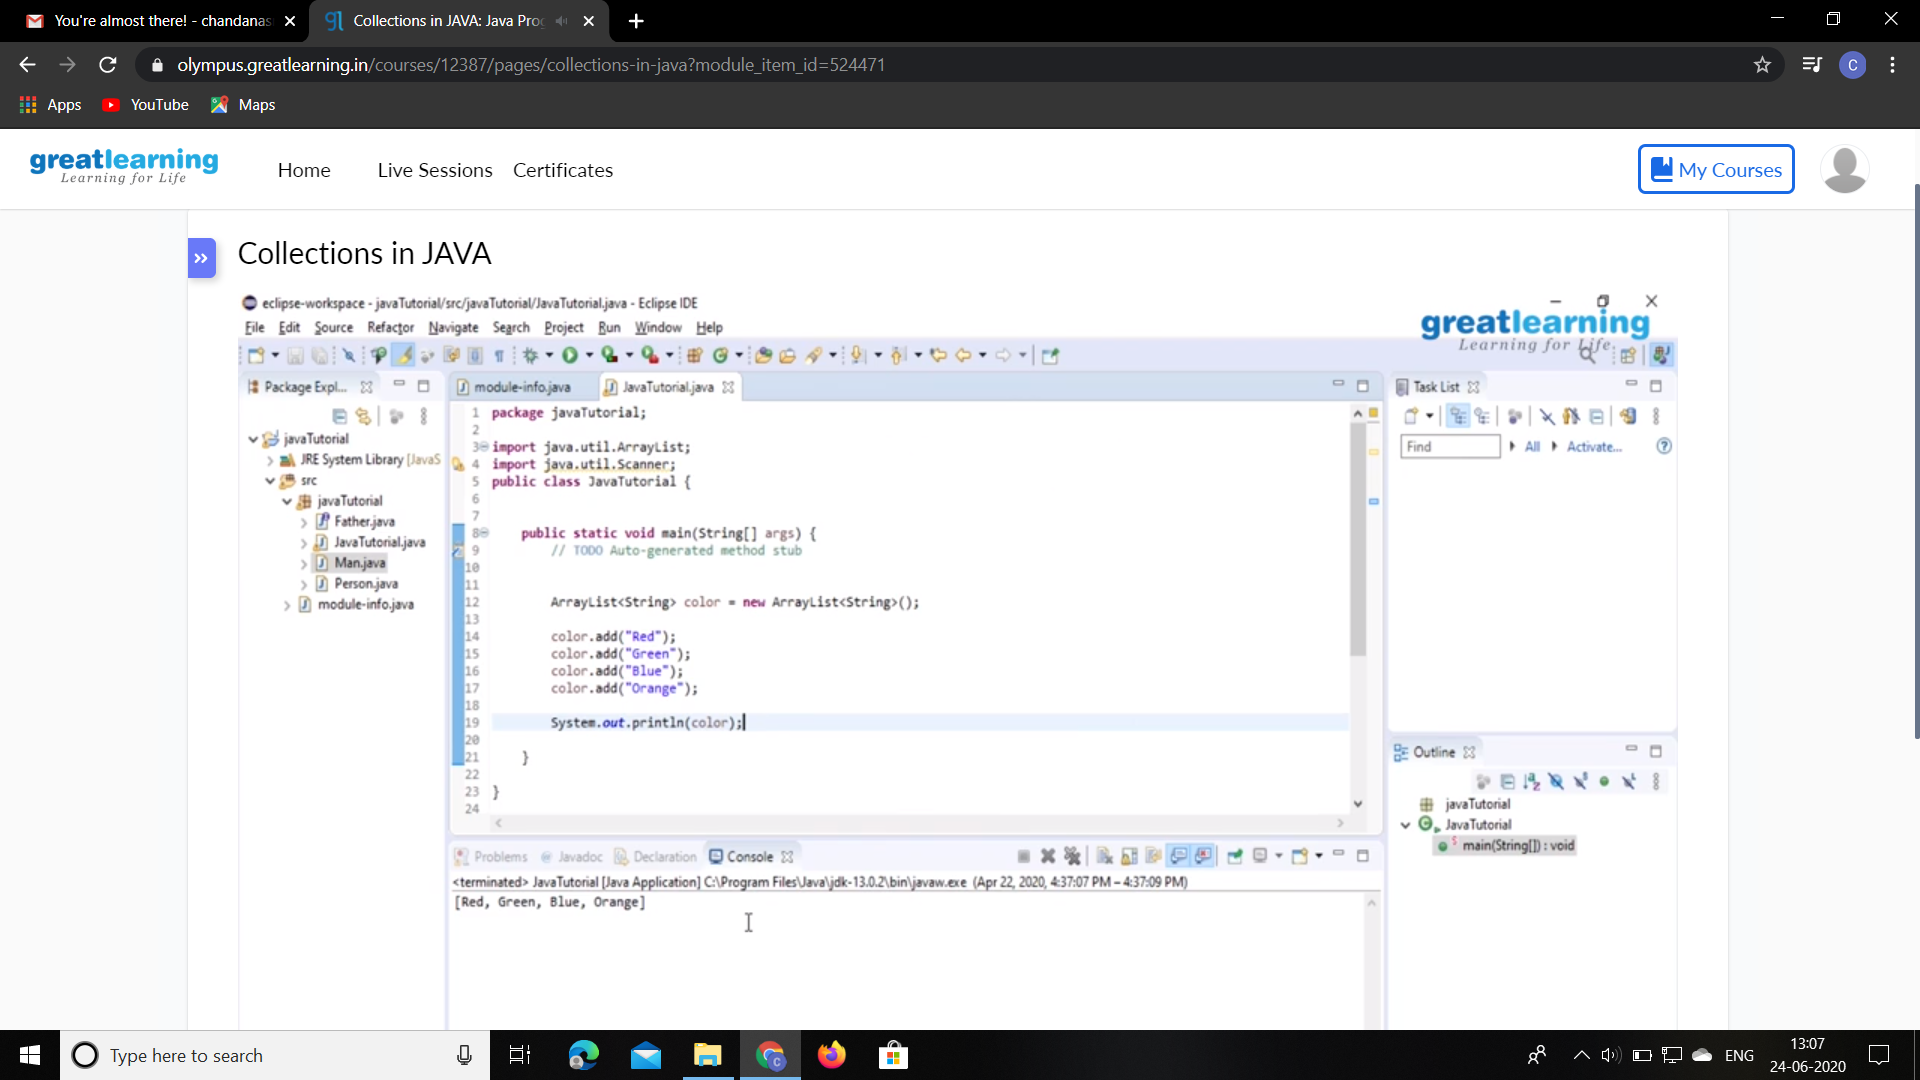 You're almost there! - chandanas
Collections in JAVA: Java Pro
olympus.greatlearning.in/courses/12387/pages/collections-in-java?module_item_id=524471
Apps YouTube Maps
greatlearning
Learning for Life
Home Live Sessions Certificates
My Courses
Collections in JAVA
eclipse-workspace - javaTutorial/src/javaTutorial/JavaTutorial.java - Eclipse IDE
File Edit Source Refactor Navigate Search Project Run Window Help
greatlearning
Learning for Life
Package Expl...
javaTutorial
JRE System Library [JavaS
src
javaTutorial
Father.java
JavaTutorial.java
Man.java
Person.java
module-info.java
module-info.java JavaTutorial.java
1 package javaTutorial;
2
3 import java.util.ArrayList;
4 import java.util.Scanner;
5 public class JavaTutorial {
6
7
8 public static void main(String[] args) {
9 // TODO Auto-generated method stub
10
11
12 ArrayList<String> color = new ArrayList<String>();
13
14 color.add("Red");
15 color.add("Green");
16 color.add("Blue");
17 color.add("Orange");
18
19 System.out.println(color);
20
21 }
22
23 }
24
Task List
Find All Activate...
Outline
javaTutorial
JavaTutorial
main(String[]) : void
Problems Javadoc Declaration Console
<terminated> JavaTutorial [Java Application] C:\Program Files\Java\jdk-13.0.2\bin\javaw.exe (Apr 22, 2020, 4:37:07 PM – 4:37:09 PM)
[Red, Green, Blue, Orange]
Type here to search
ENG
13:07
24-06-2020